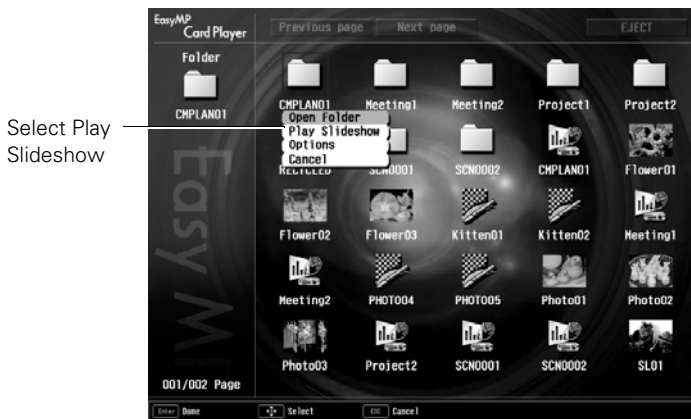 Select Play
Slideshow
EasyMP
Card Player
Previous page Next page EJECT
Folder
CMPLAN01
CMPLAN01 Meeting1 Meeting2 Project1 Project2
Open Folder
Play Slideshow
Options
Cancel
RECYCLED SCN0001 SCN0002 CMPLAN01 Flower01
Flower02 Flower03 Kitten01 Kitten02 Meeting1
Meeting2 PHOTO04 PHOTO05 Photo01 Photo02
Photo03 Project2 SCN0001 SCN0002 SL01
Easy MP
001/002 Page
Enter Done Select ESC Cancel